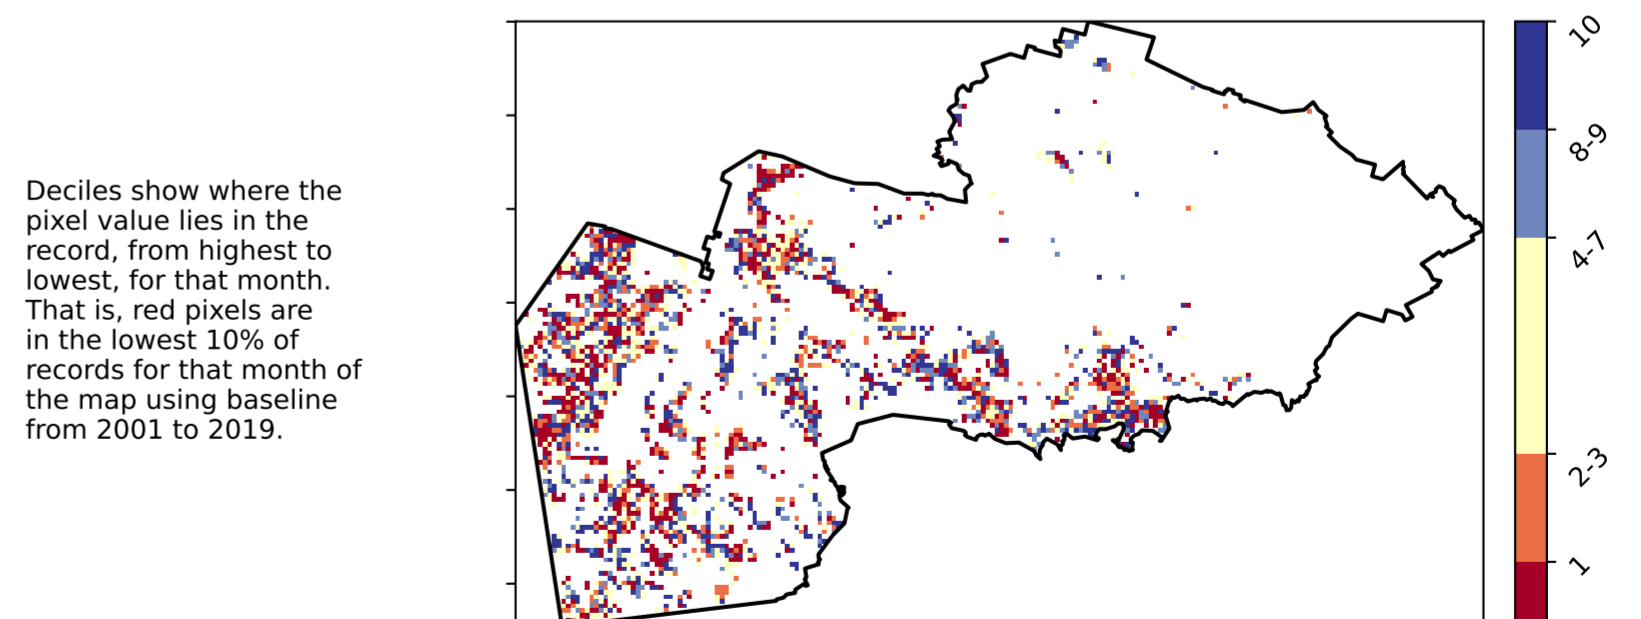 Deciles show where the
pixel value lies in the
record, from highest to
lowest, for that month.
That is, red pixels are
in the lowest 10% of
records for that month of
the map using baseline
from 2001 to 2019.
10
8-9
4-7
2-3
1